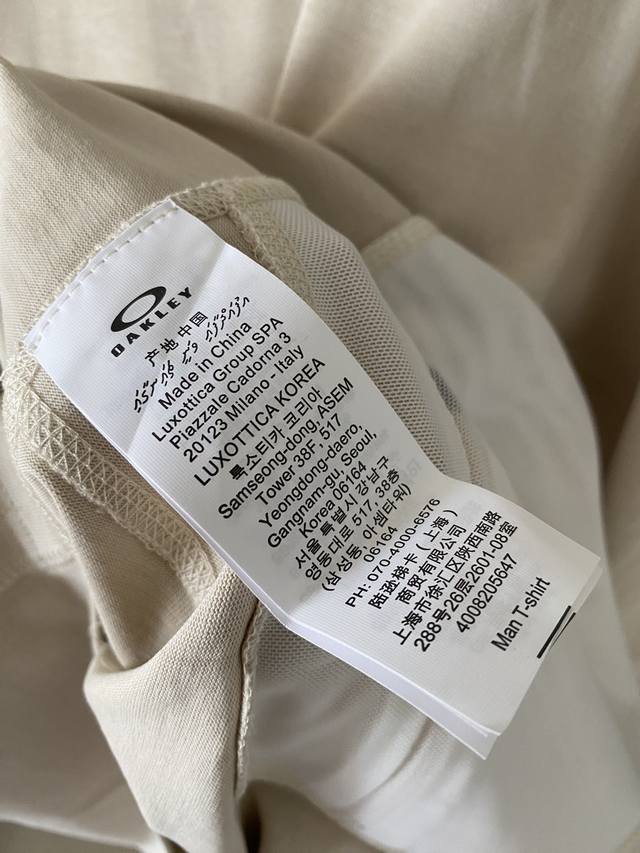 OAKLEY
产地 中国
Made in China
Luxottica Group SPA
Piazzale Cadorna 3
20123 Milano - Italy
LUXOTTICA KOREA
룩소티카 코리아
Samseong-dong, ASEM
Tower 38F, 517
Yeongdong-daero,
Gangnam-gu, Seoul,
Korea 06164
서울 특별시 강남구
영동대로 517, 38층
(삼성동 아셈타워)
06164
PH: 070-4000-6576
陆逊梯卡（上海）
商贸有限公司
上海市徐汇区陕西南路
288号26层2601-08室
4008205647
Man T-shirt